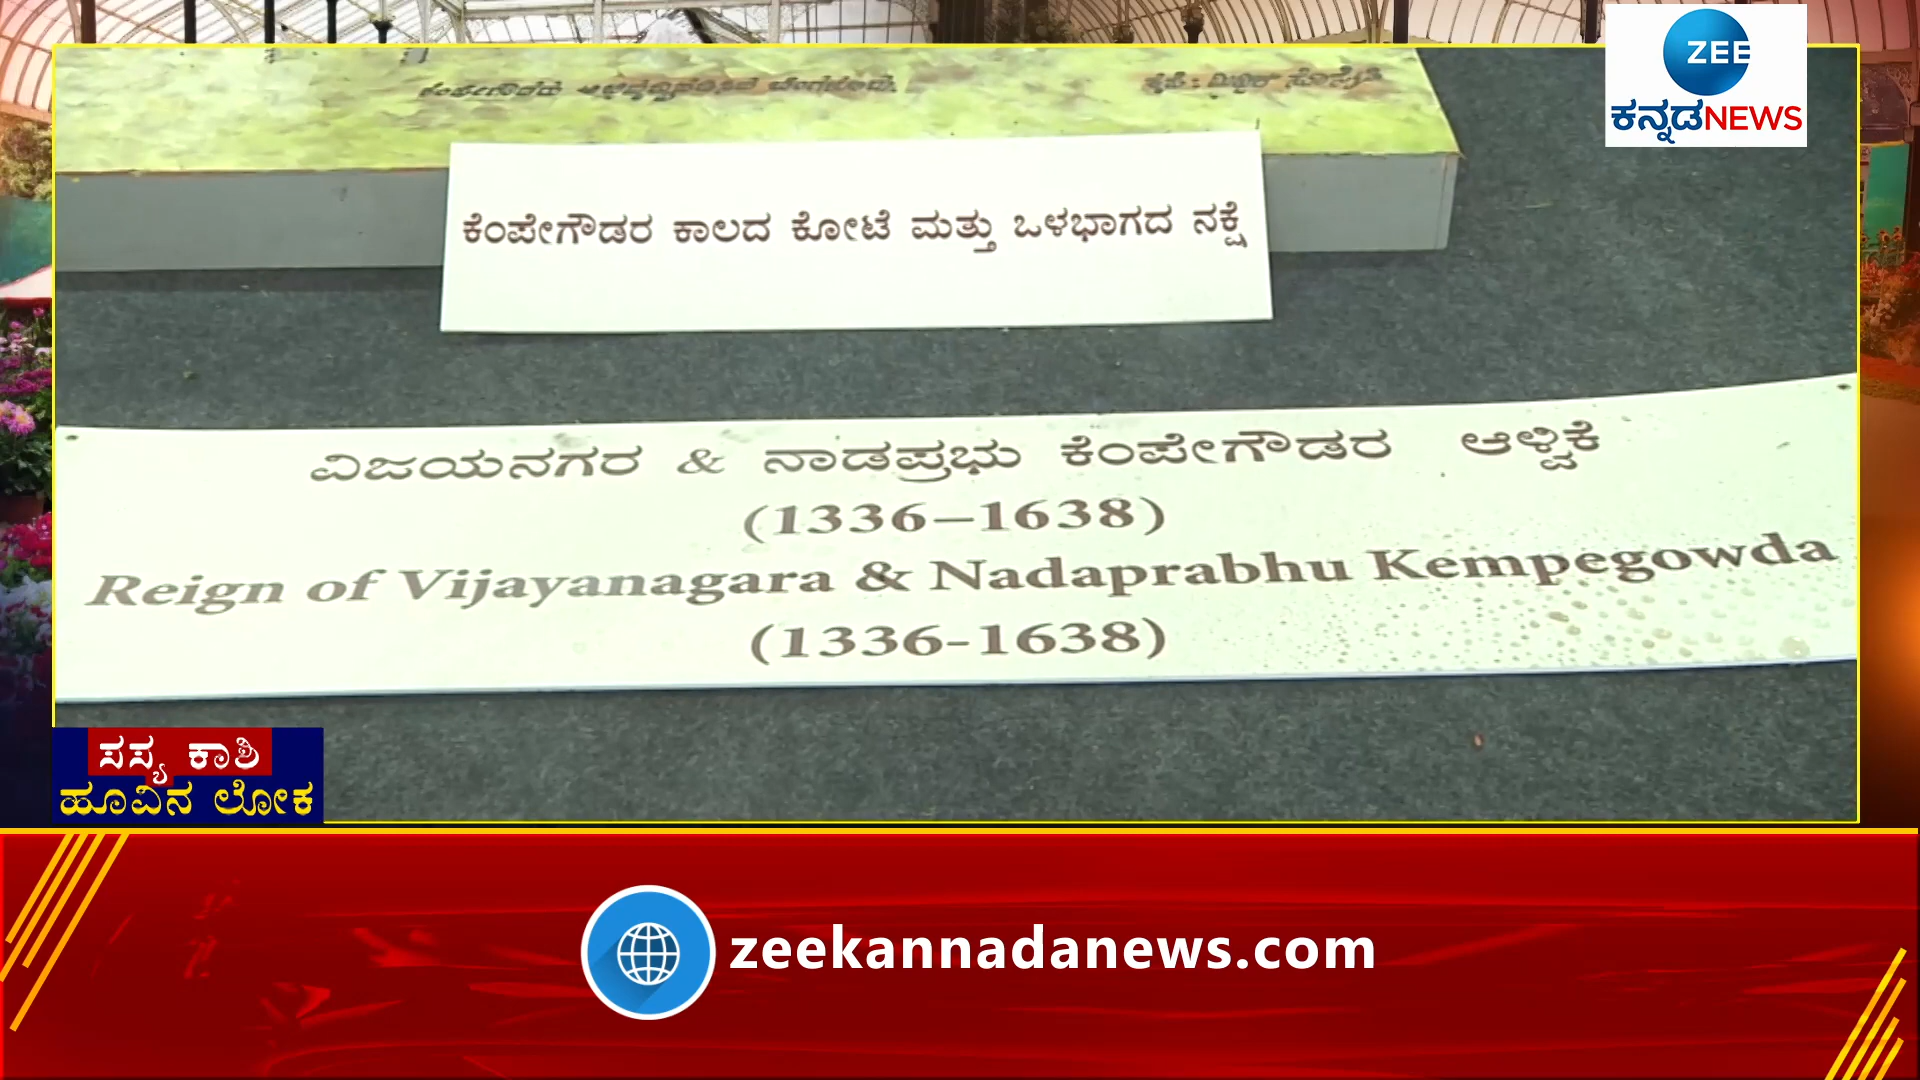 ZEE
ಕನ್ನಡNEWS
ಕೆಂಪೇಗೌಡರ ಕಾಲದ ಕೋಟೆ ಮತ್ತು ಒಳಭಾಗದ ನಕ್ಷೆ
ವಿಜಯನಗರ & ನಾಡಪ್ರಭು ಕೆಂಪೇಗೌಡರ ಆಳ್ವಿಕೆ
(1336–1638)
Reign of Vijayanagara & Nadaprabhu Kempegowda
(1336-1638)
ಸಸ್ಯ ಕಾಶಿ
ಹೂವಿನ ಲೋಕ
zeekannadanews.com